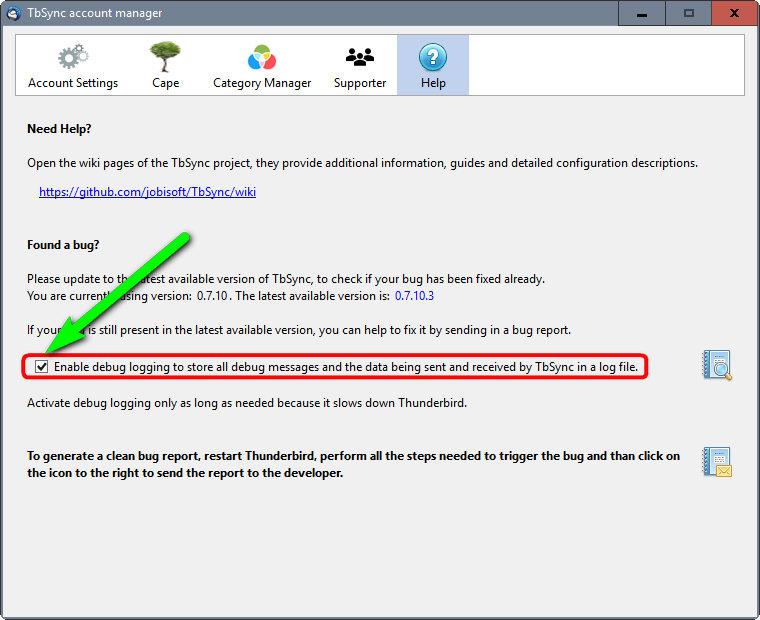 TbSync account manager
Account Settings
Cape
Category Manager
Supporter
Help
Need Help?
Open the wiki pages of the TbSync project, they provide additional information, guides and detailed configuration descriptions.
https://github.com/jobisoft/TbSync/wiki
Found a bug?
Please update to the latest available version of TbSync, to check if your bug has been fixed already.
You are currently using version: 0.7.10 . The latest available version is: 0.7.10.3
If your is still present in the latest available version, you can help to fix it by sending in a bug report.
Enable debug logging to store all debug messages and the data being sent and received by TbSync in a log file.
Activate debug logging only as long as needed because it slows down Thunderbird.
To generate a clean bug report, restart Thunderbird, perform all the steps needed to trigger the bug and than click on
the icon to the right to send the report to the developer.